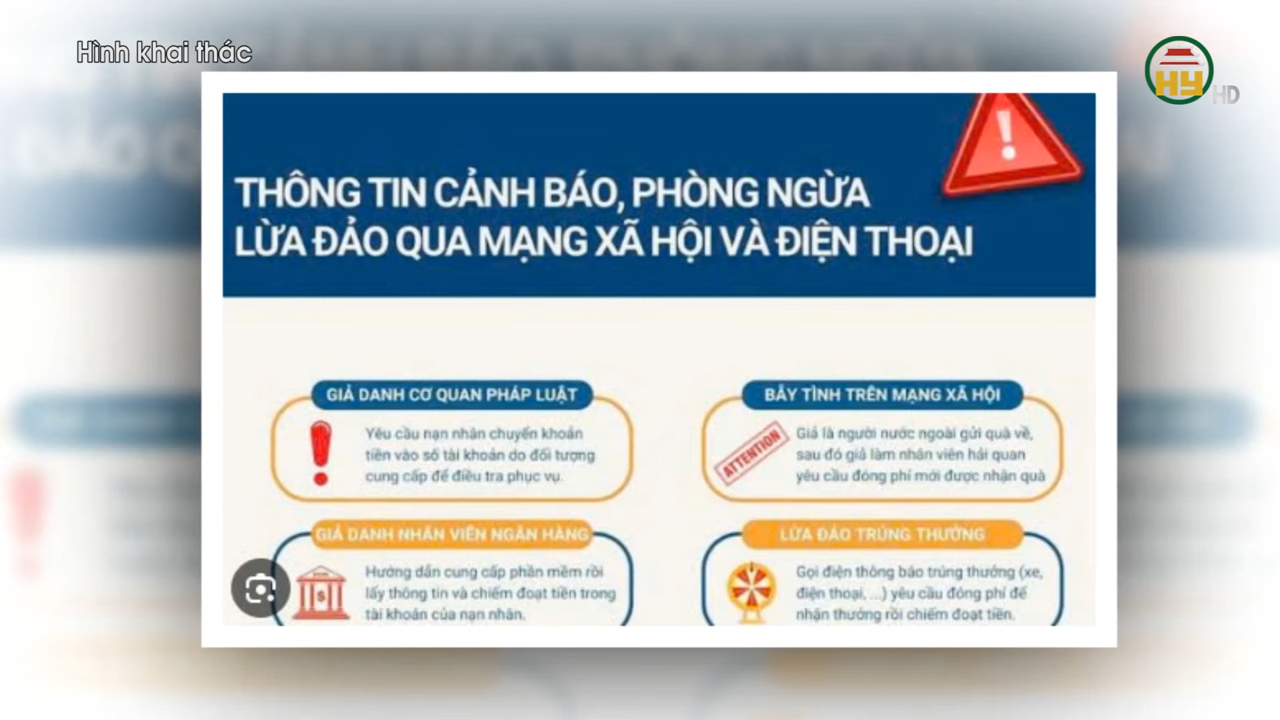 Hình khai thác
HY
HD
THÔNG TIN CẢNH BÁO, PHÒNG NGỪA
LỪA ĐẢO QUA MẠNG XÃ HỘI VÀ ĐIỆN THOẠI
GIẢ DANH CƠ QUAN PHÁP LUẬT
Yêu cầu nạn nhân chuyển khoản
tiền vào số tài khoản do đối tượng
cung cấp để điều tra phục vụ.
BẪY TÌNH TRÊN MẠNG XÃ HỘI
ATTENTION
Giả là người nước ngoài gửi quà về,
sau đó giả làm nhân viên hải quan
yêu cầu đóng phí mới được nhận quà
GIẢ DANH NHÂN VIÊN NGÂN HÀNG
Hướng dẫn cung cấp phần mềm rồi
lấy thông tin và chiếm đoạt tiền trong
tài khoản của nạn nhân.
LỪA ĐẢO TRÚNG THƯỞNG
Gọi điện thông báo trúng thưởng (xe,
điện thoại, ...) yêu cầu đóng phí để
nhận thưởng rồi chiếm đoạt tiền.